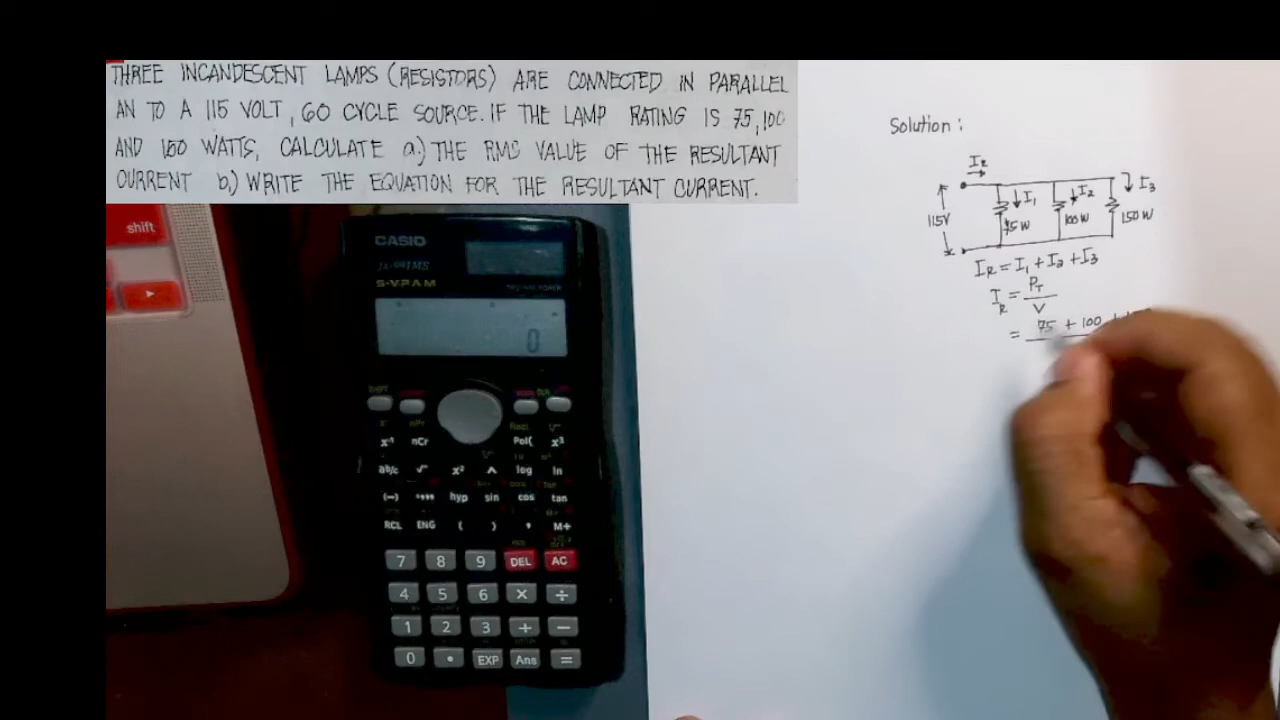 THREE INCANDESCENT LAMPS (RESISTORS) ARE CONNECTED IN PARALLEL
AN TO A 115 VOLT, 60 CYCLE SOURCE. IF THE LAMP RATING IS 75,100
AND 150 WATTS, CALCULATE a.) THE RMS VALUE OF THE RESULTANT
CURRENT b.) WRITE THE EQUATION FOR THE RESULTANT CURRENT.
Solution:
IR
115V
I1
I2
I3
75W
100W
150W
IR = I1 + I2 + I3
IR = PT
V
= 75 + 100 +
shift
CASIO
S-V.P.A.M.
0
x⁻¹ nCr Pol( x³
ab/c √ x² ^ log ln
(-) °'" hyp sin cos tan
RCL ENG ( ) , M+
7 8 9 DEL AC
4 5 6 × ÷
1 2 3 + −
0 • EXP Ans =